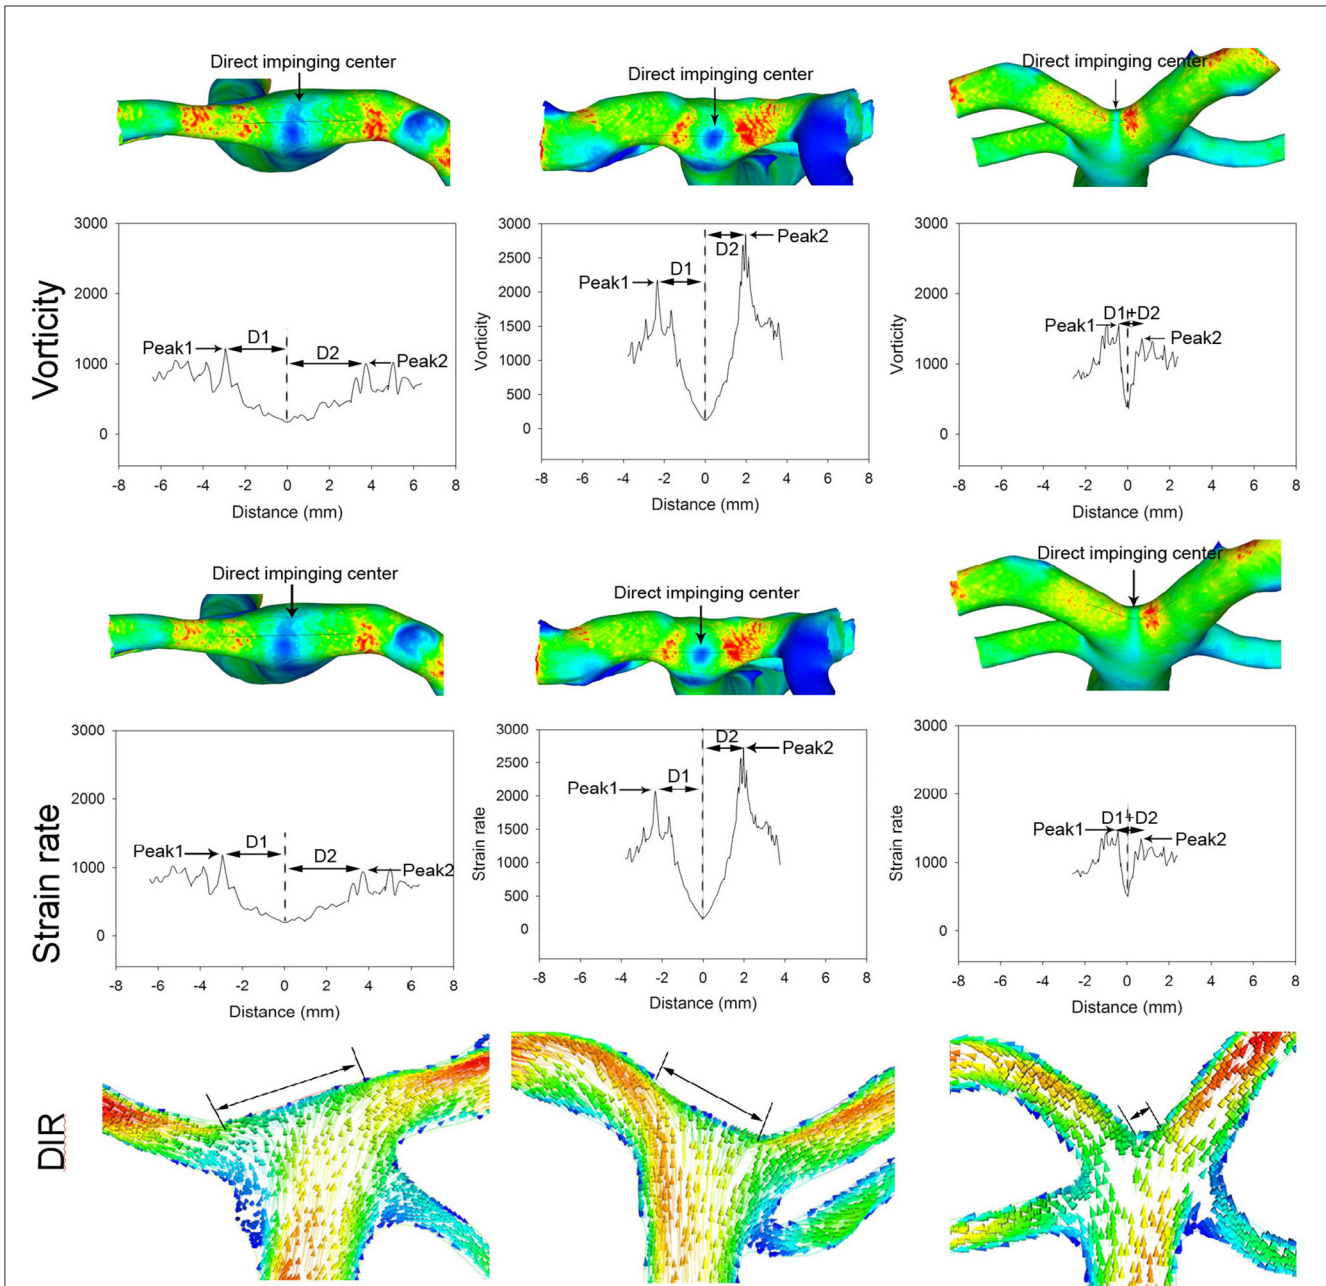 Direct impinging center
Direct impinging center
Direct impinging center
Vorticity
3000
2000
1000
0
Peak1
D1
D2
Peak2
-8 -6 -4 -2 0 2 4 6 8
Distance (mm)
Vorticity
3000
2500
2000
1500
1000
500
0
Peak1
D1
D2
Peak2
-8 -6 -4 -2 0 2 4 6 8
Distance (mm)
Vorticity
3000
2000
1000
0
Peak1
D1+D2
Peak2
-8 -6 -4 -2 0 2 4 6 8
Distance (mm)
Direct impinging center
Direct impinging center
Direct impinging center
Strain rate
3000
2000
1000
0
Peak1
D1
D2
Peak2
-8 -6 -4 -2 0 2 4 6 8
Distance (mm)
Strain rate
3000
2500
2000
1500
1000
500
0
Peak1
D1
D2
Peak2
-8 -6 -4 -2 0 2 4 6 8
Distance (mm)
Strain rate
3000
2000
1000
0
Peak1
D1+D2
Peak2
-8 -6 -4 -2 0 2 4 6 8
Distance (mm)
DIR